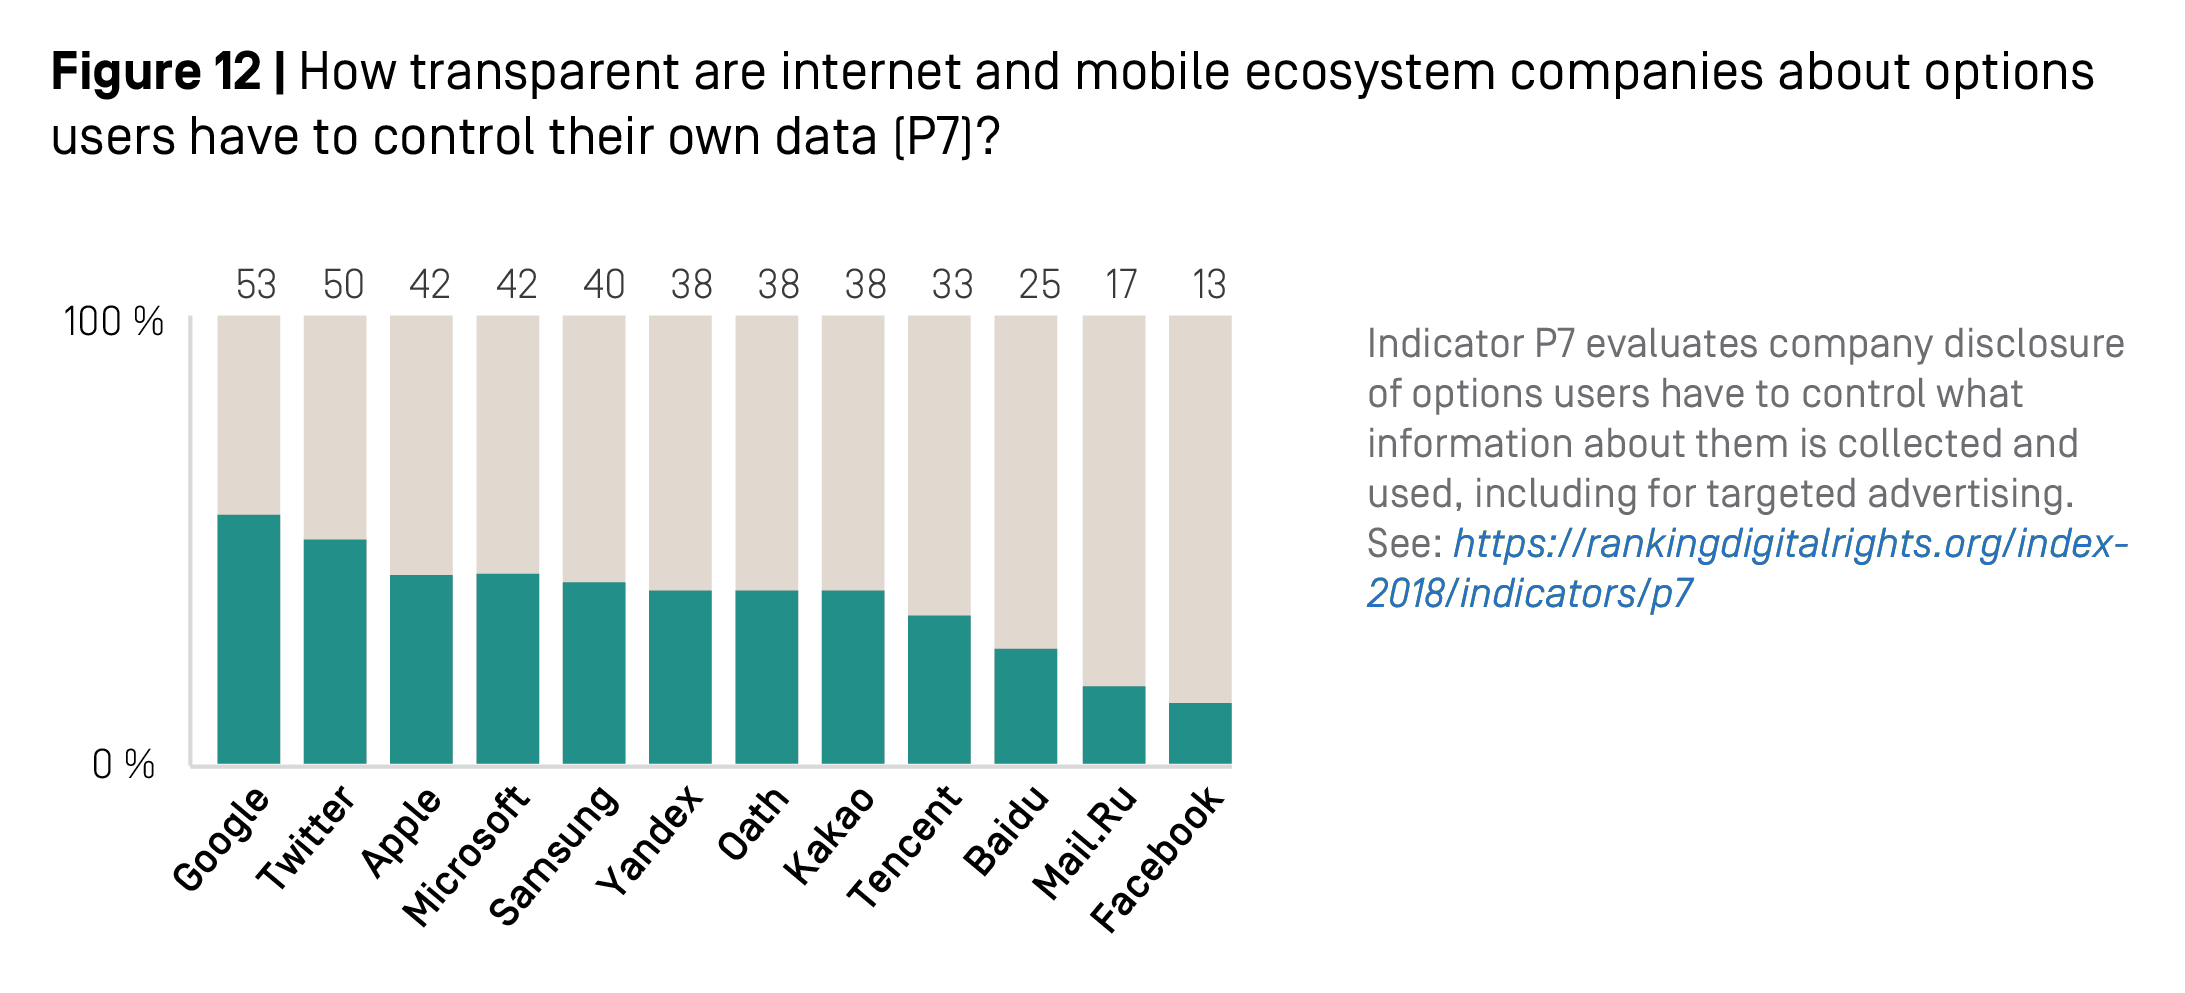 Figure 12 | How transparent are internet and mobile ecosystem companies about options
users have to control their own data (P7)?
53 50 42 42 40 38 38 38 33 25 17 13
100 %
0 %
Google
Twitter
Apple
Microsoft
Samsung
Yandex
Oath
Kakao
Tencent
Baidu
Mail.Ru
Facebook
Indicator P7 evaluates company disclosure
of options users have to control what
information about them is collected and
used, including for targeted advertising.
See: https://rankingdigitalrights.org/index-
2018/indicators/p7